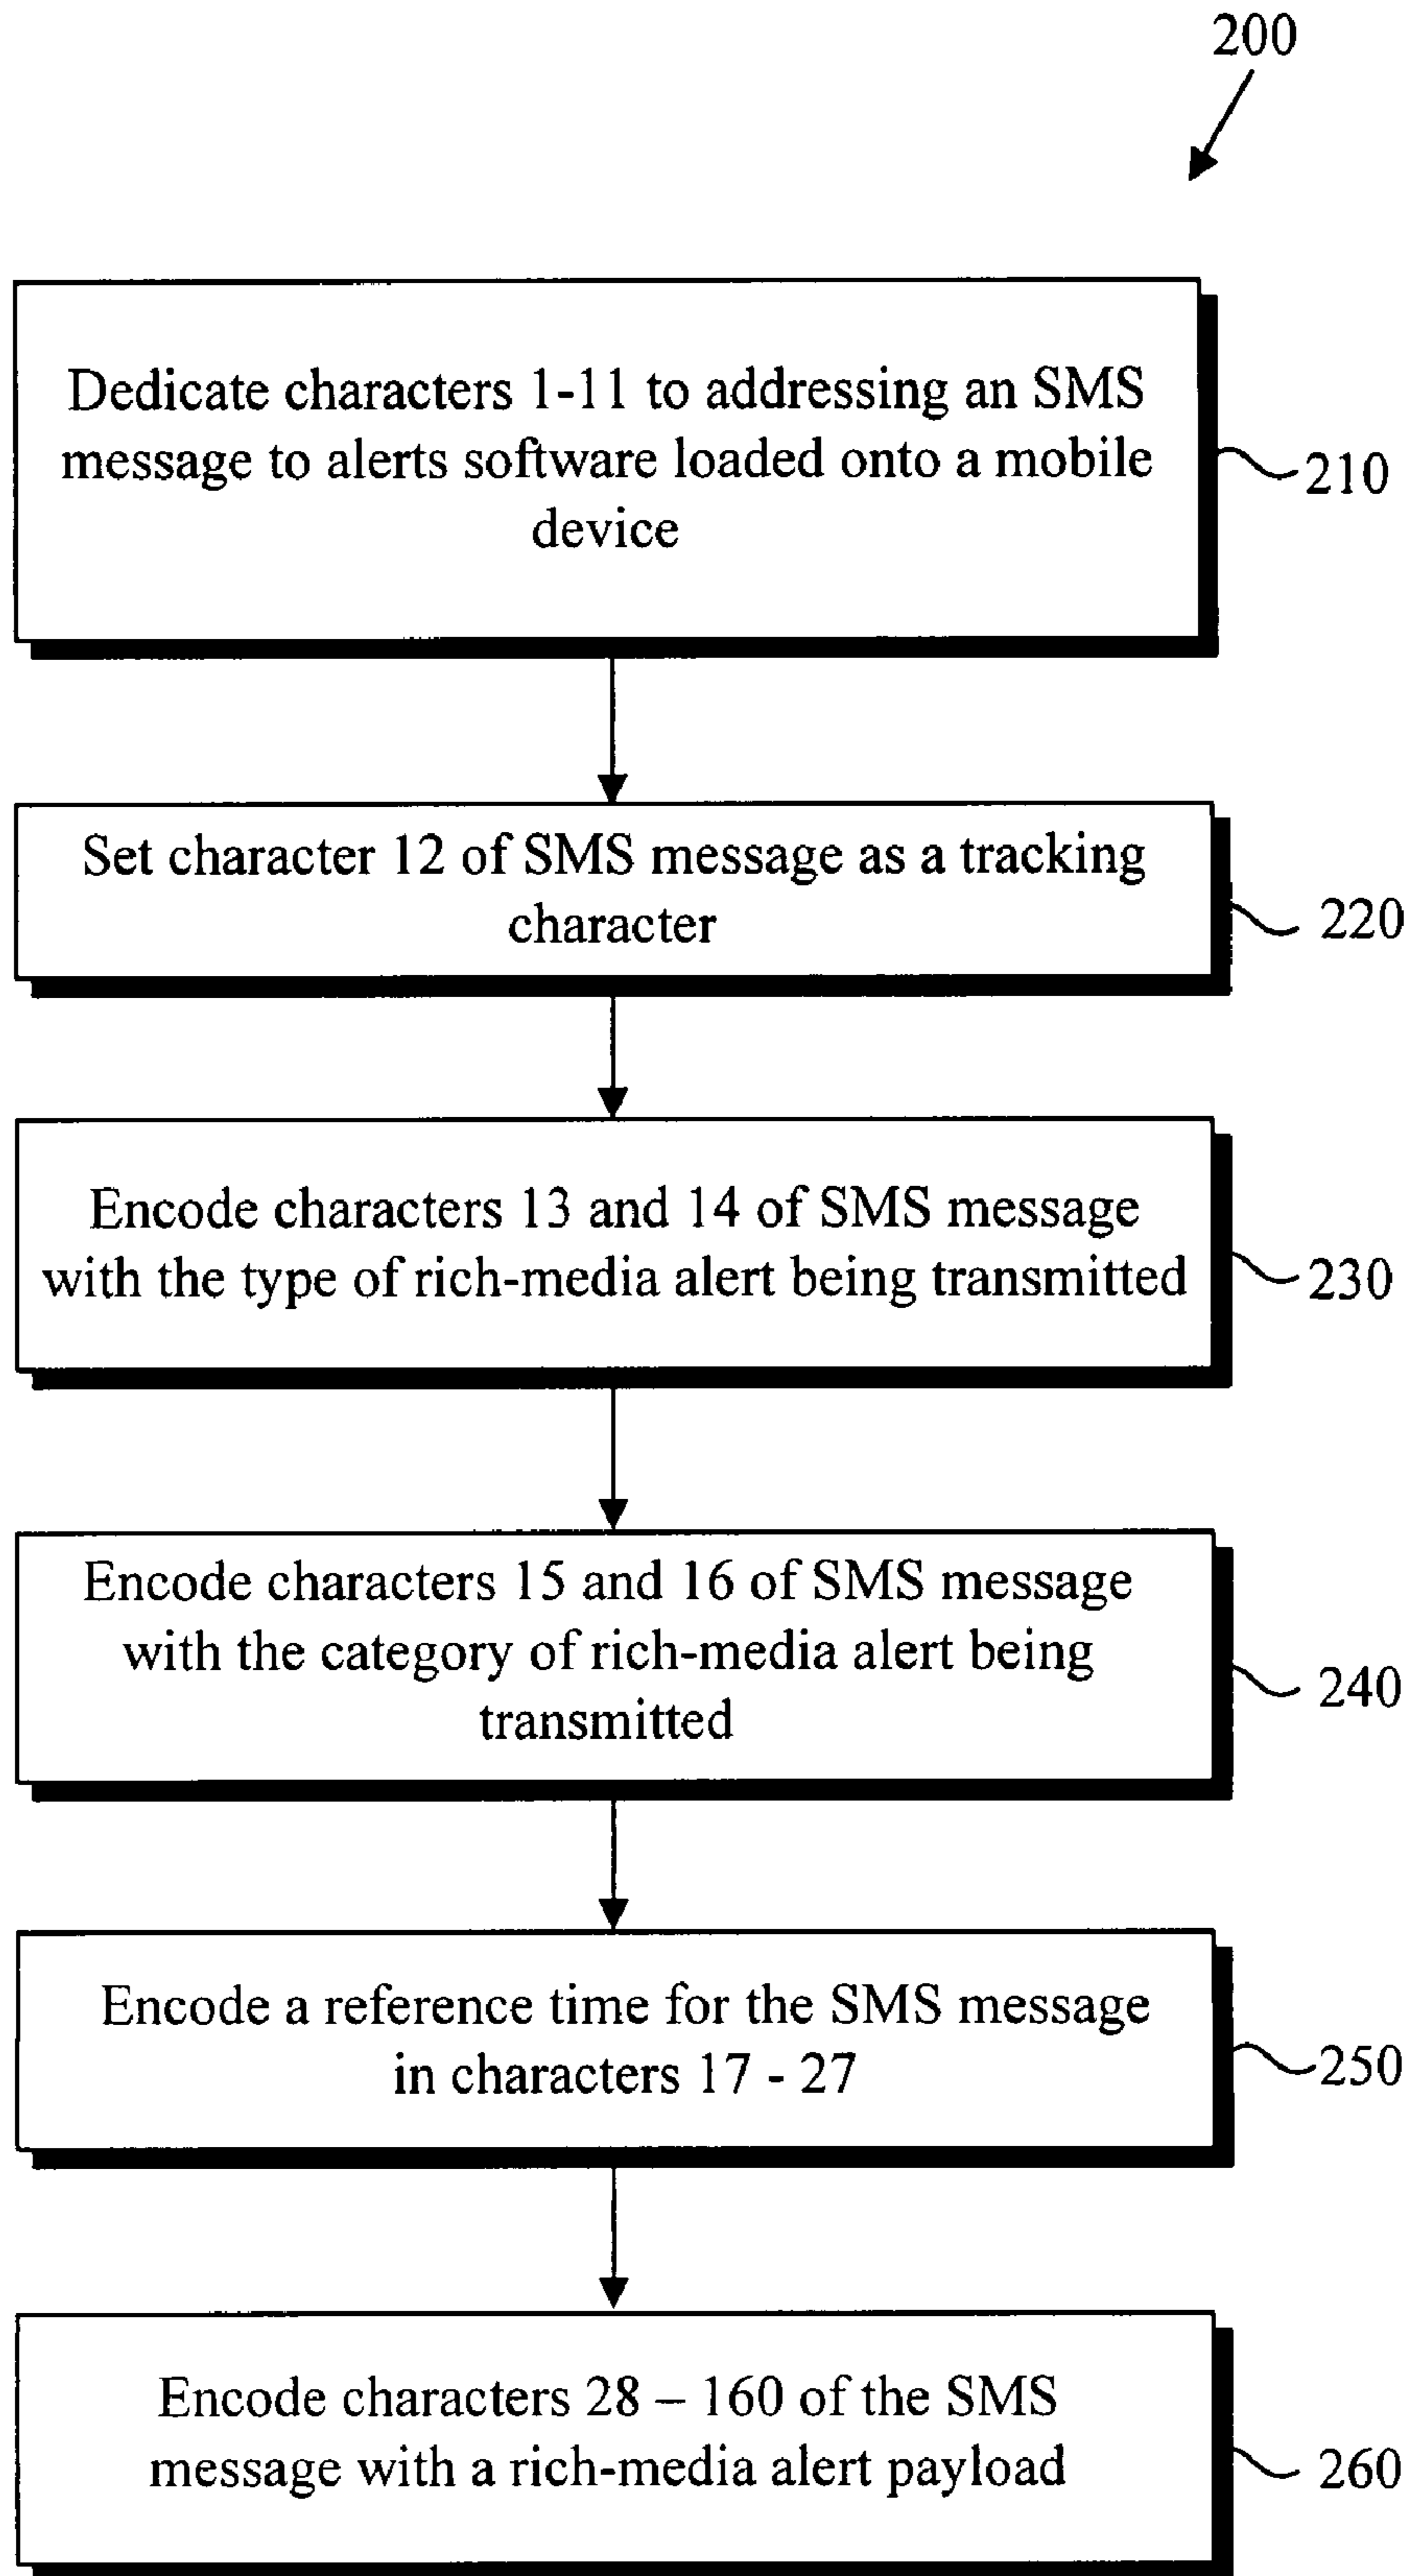 200
Dedicate characters 1-11 to addressing an SMS
message to alerts software loaded onto a mobile
device
210
Set character 12 of SMS message as a tracking
character
220
Encode characters 13 and 14 of SMS message
with the type of rich-media alert being transmitted
230
Encode characters 15 and 16 of SMS message
with the category of rich-media alert being
transmitted
240
Encode a reference time for the SMS message
in characters 17 - 27
250
Encode characters 28 – 160 of the SMS
message with a rich-media alert payload
260